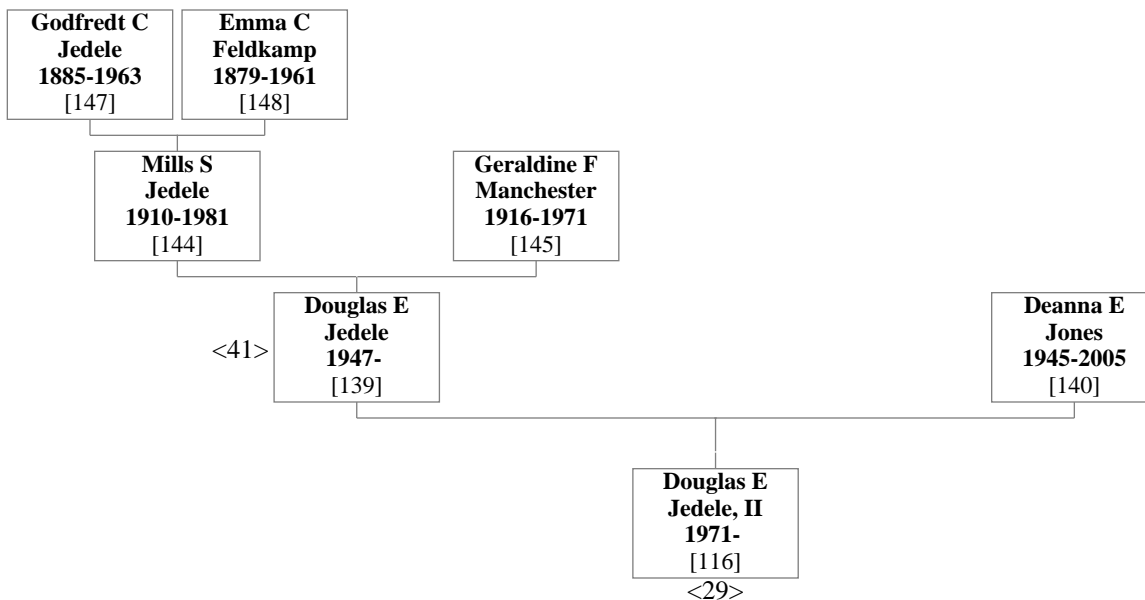 Godfredt C
Jedele
1885-1963
[147]
Emma C
Feldkamp
1879-1961
[148]
Mills S
Jedele
1910-1981
[144]
Geraldine F
Manchester
1916-1971
[145]
<41>
Douglas E
Jedele
1947-
[139]
Deanna E
Jones
1945-2005
[140]
Douglas E
Jedele, II
1971-
[116]
<29>